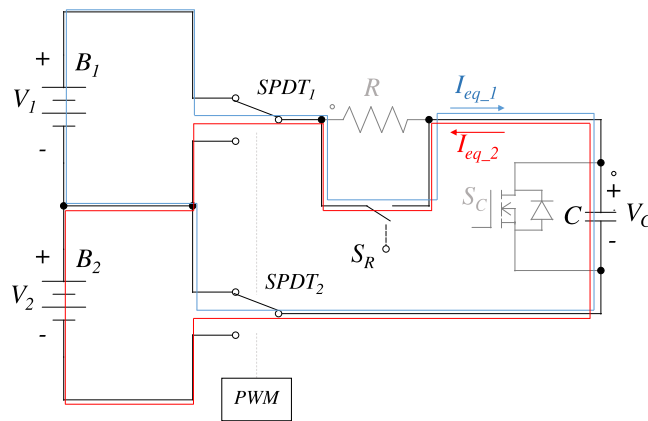 + B1
V1
-
SPDT1
R
Ieq_1
Ieq_2
SC
C
+
VC
-
SR
+ B2
V2
-
SPDT2
PWM